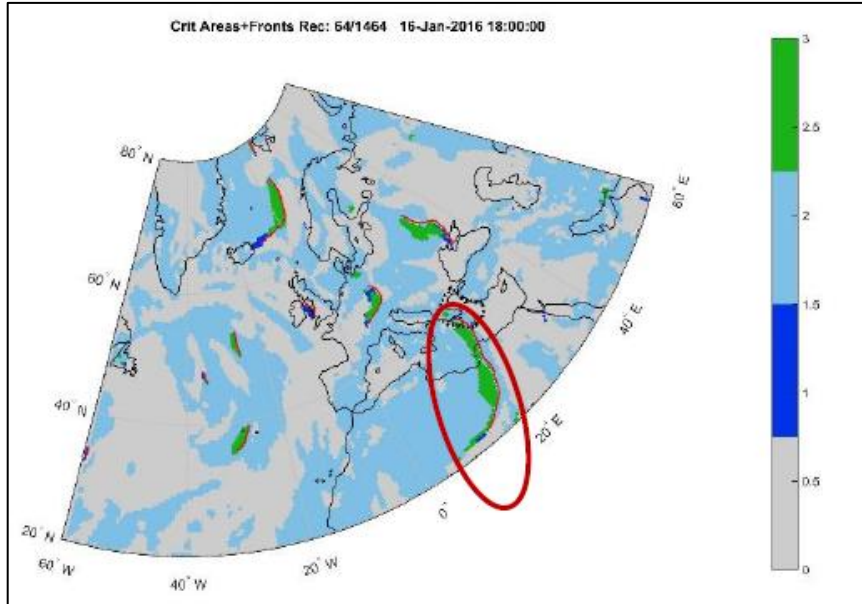 Crit Areas+Fronts Rec: 64/1464 16-Jan-2016 18:00:00
3
2.5
2
1.5
1
0.5
0
80° N
60° N
40° N
20° N
60° W
40° W
20° W
0°
20° E
40° E
60° E